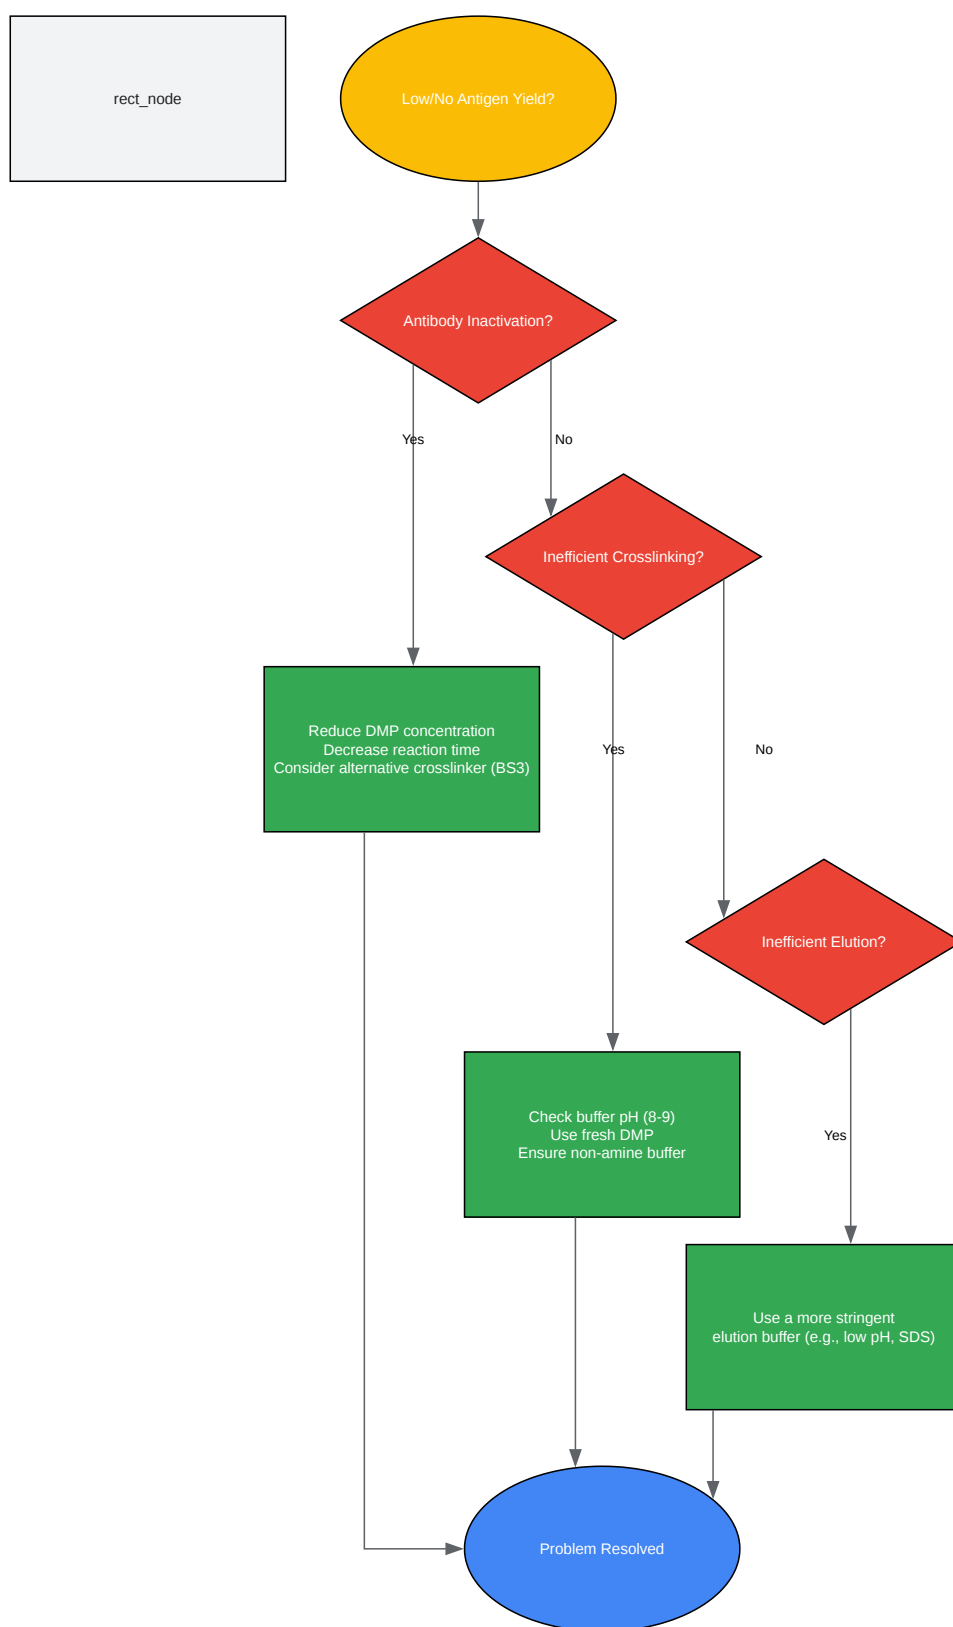 rect_node
Low/No Antigen Yield?
Antibody Inactivation?
Yes
No
Inefficient Crosslinking?
Reduce DMP concentration
Decrease reaction time
Consider alternative crosslinker (BS3)
Yes
No
Inefficient Elution?
Check buffer pH (8-9)
Use fresh DMP
Ensure non-amine buffer
Yes
Use a more stringent
elution buffer (e.g., low pH, SDS)
Problem Resolved